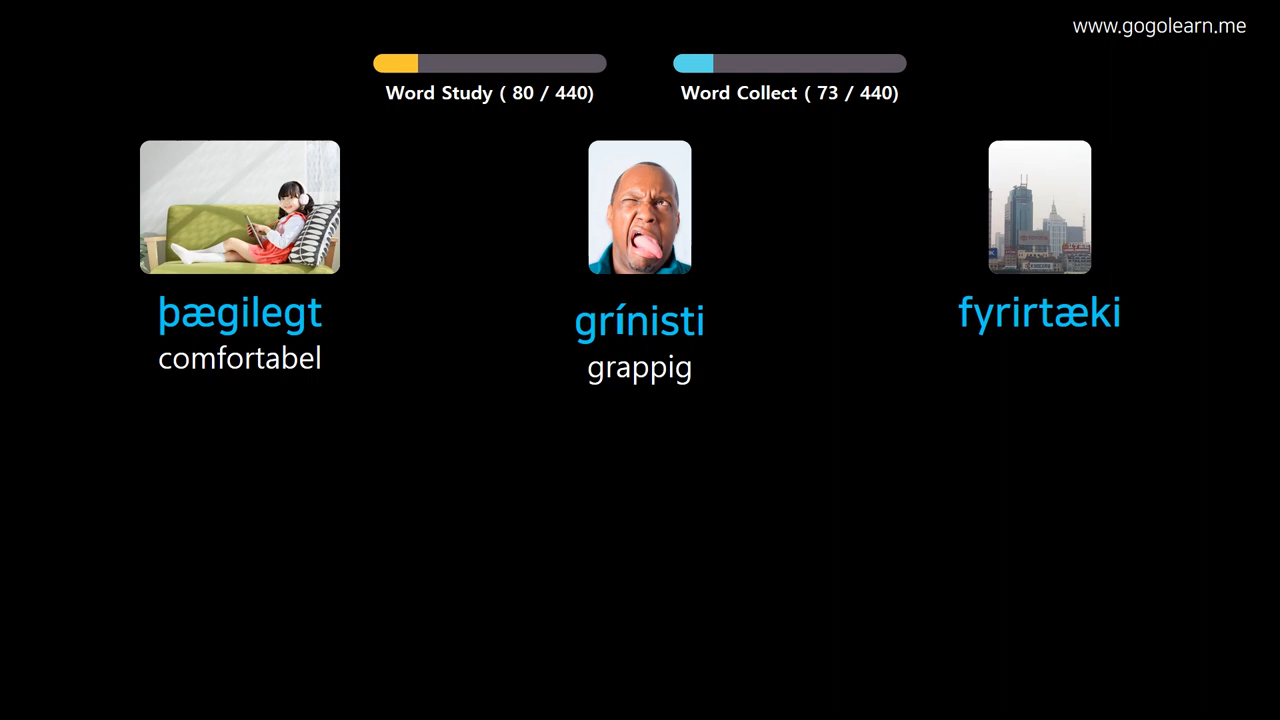 www.gogolearn.me
Word Study ( 80 / 440)
Word Collect ( 73 / 440)
þægilegt
comfortabel
grínisti
grappig
fyrirtæki